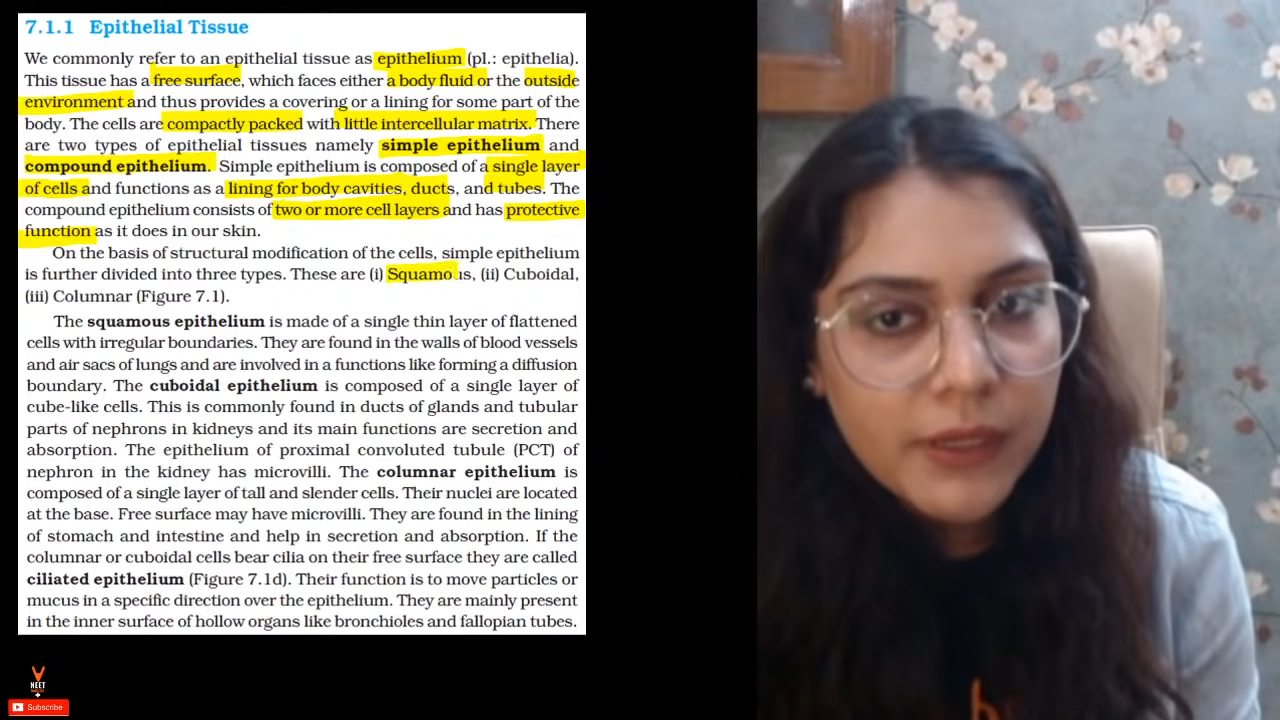 7.1.1 Epithelial Tissue
We commonly refer to an epithelial tissue as epithelium (pl.: epithelia).
This tissue has a free surface, which faces either a body fluid or the outside
environment and thus provides a covering or a lining for some part of the
body. The cells are compactly packed with little intercellular matrix. There
are two types of epithelial tissues namely simple epithelium and
compound epithelium. Simple epithelium is composed of a single layer
of cells and functions as a lining for body cavities, ducts, and tubes. The
compound epithelium consists of two or more cell layers and has protective
function as it does in our skin.
On the basis of structural modification of the cells, simple epithelium
is further divided into three types. These are (i) Squamous, (ii) Cuboidal,
(iii) Columnar (Figure 7.1).
The squamous epithelium is made of a single thin layer of flattened
cells with irregular boundaries. They are found in the walls of blood vessels
and air sacs of lungs and are involved in a functions like forming a diffusion
boundary. The cuboidal epithelium is composed of a single layer of
cube-like cells. This is commonly found in ducts of glands and tubular
parts of nephrons in kidneys and its main functions are secretion and
absorption. The epithelium of proximal convoluted tubule (PCT) of
nephron in the kidney has microvilli. The columnar epithelium is
composed of a single layer of tall and slender cells. Their nuclei are located
at the base. Free surface may have microvilli. They are found in the lining
of stomach and intestine and help in secretion and absorption. If the
columnar or cuboidal cells bear cilia on their free surface they are called
ciliated epithelium (Figure 7.1d). Their function is to move particles or
mucus in a specific direction over the epithelium. They are mainly present
in the inner surface of hollow organs like bronchioles and fallopian tubes.
NEET
Subscribe